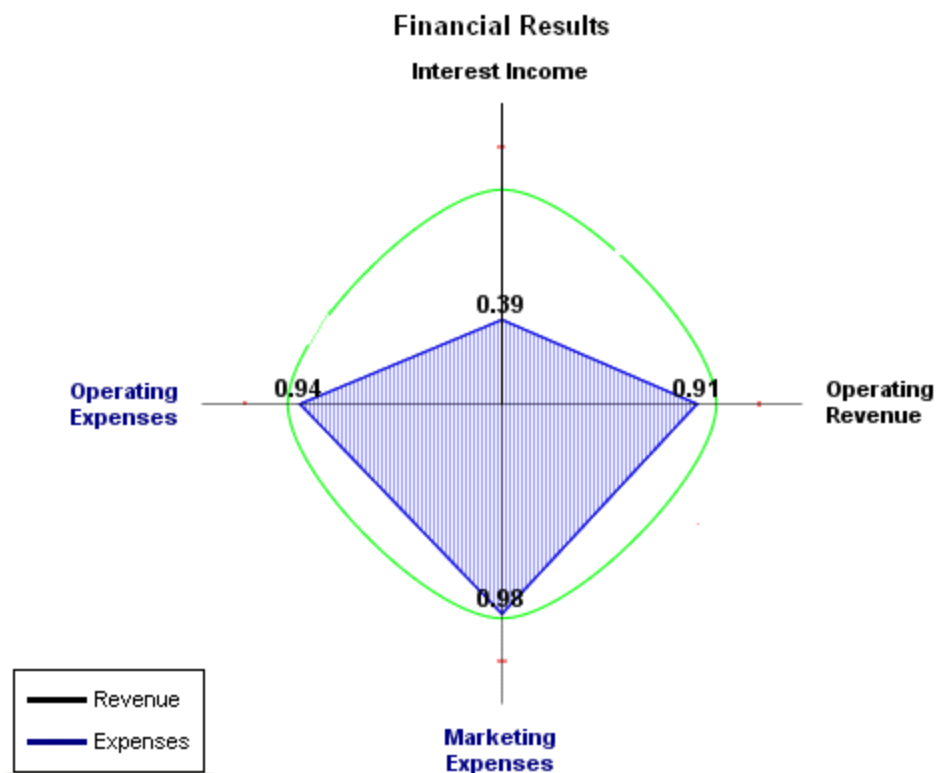 Financial Results
Interest Income
0.39
Operating
Expenses
0.94
0.91
Operating
Revenue
0.98
Revenue
Expenses
Marketing
Expenses